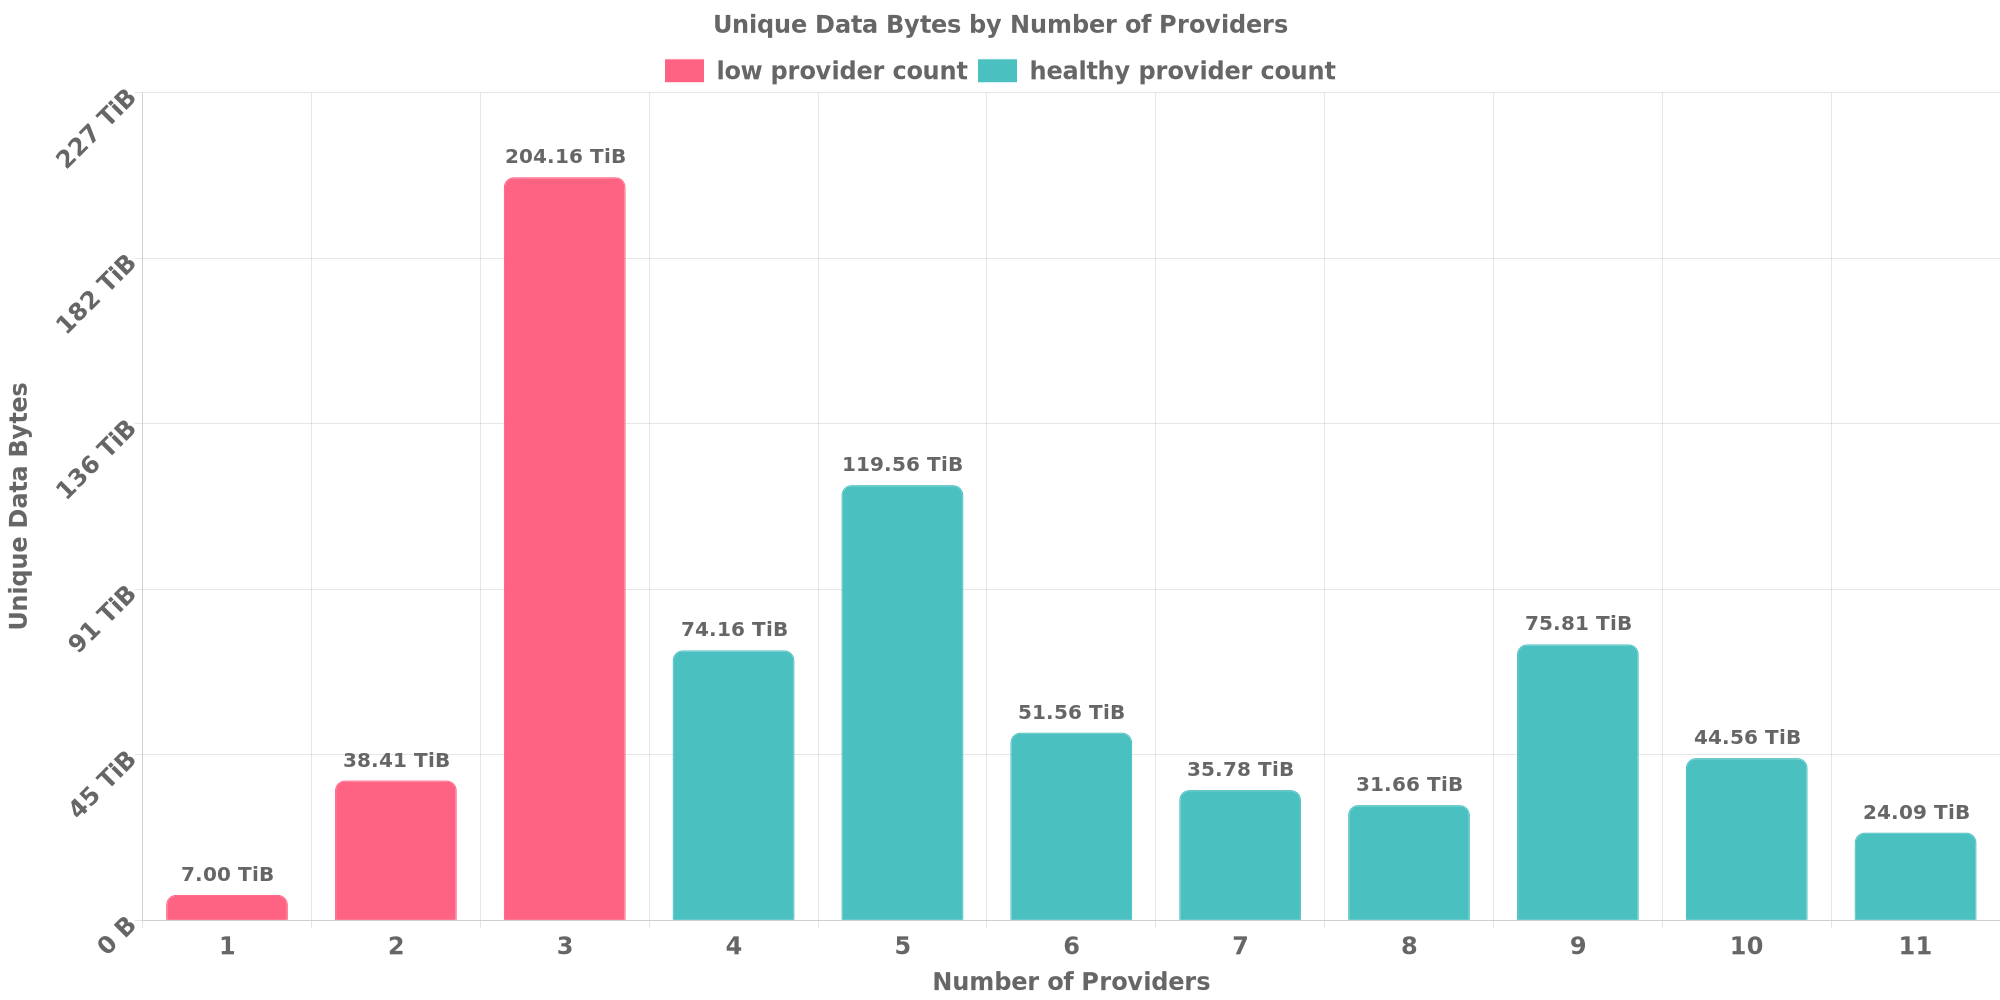 Unique Data Bytes by Number of Providers
low provider count healthy provider count
227 TiB
182 TiB
136 TiB
91 TiB
45 TiB
0 B
Unique Data Bytes
7.00 TiB
38.41 TiB
204.16 TiB
74.16 TiB
119.56 TiB
51.56 TiB
35.78 TiB
31.66 TiB
75.81 TiB
44.56 TiB
24.09 TiB
1 2 3 4 5 6 7 8 9 10 11
Number of Providers